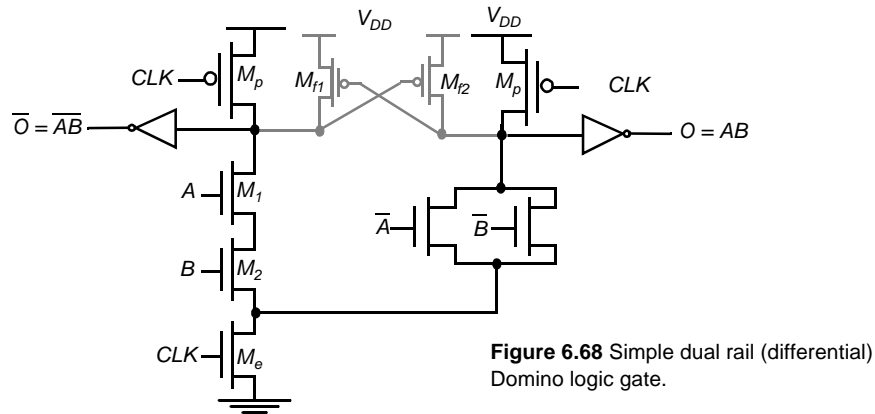 V_DD V_DD
CLK M_p M_f1 M_f2 M_p CLK
O̅ = A̅B̅ O = AB
A M_1
A̅ B̅
B M_2
CLK M_e
Figure 6.68 Simple dual rail (differential)
Domino logic gate.